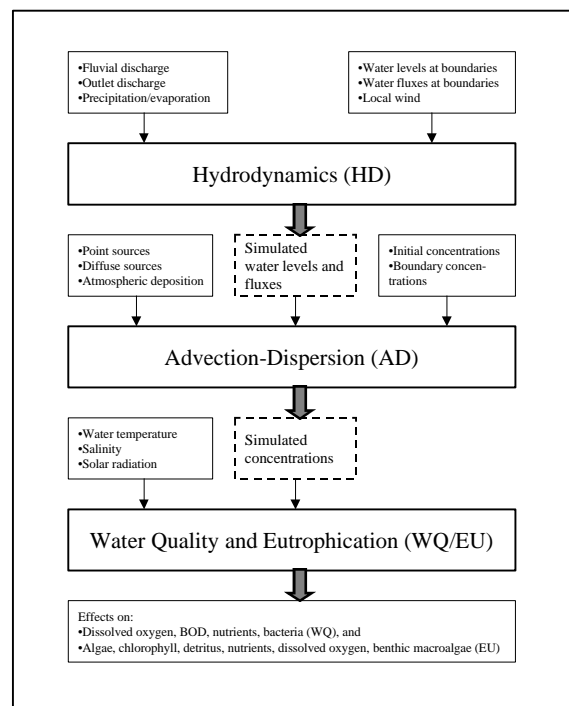 •Fluvial discharge
•Outlet discharge
•Precipitation/evaporation
•Water levels at boundaries
•Water fluxes at boundaries
•Local wind
Hydrodynamics (HD)
•Point sources
•Diffuse sources
•Atmospheric deposition
Simulated
water levels and
fluxes
•Initial concentrations
•Boundary concen-
trations
Advection-Dispersion (AD)
•Water temperature
•Salinity
•Solar radiation
Simulated
concentrations
Water Quality and Eutrophication (WQ/EU)
Effects on:
•Dissolved oxygen, BOD, nutrients, bacteria (WQ), and
•Algae, chlorophyll, detritus, nutrients, dissolved oxygen, benthic macroalgae (EU)